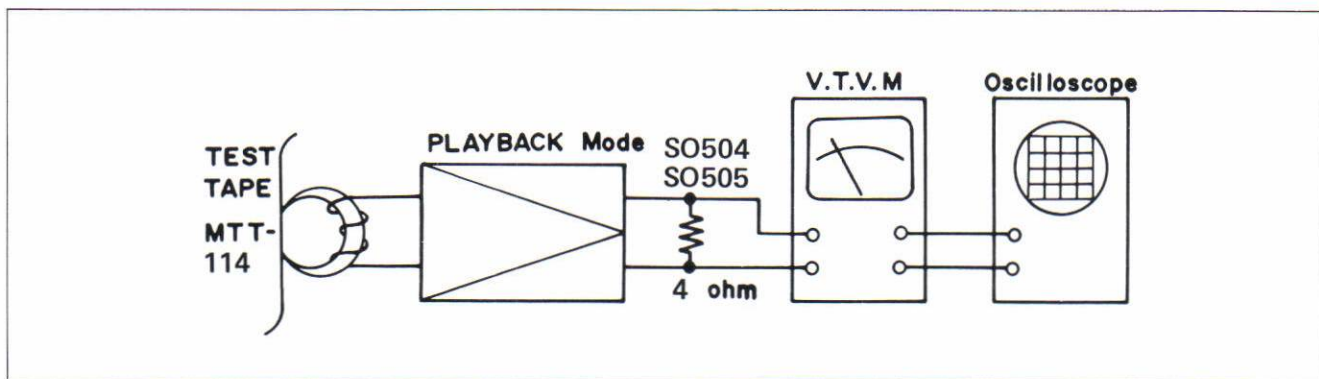 TEST
TAPE
MTT-
114
PLAYBACK Mode
SO504
SO505
4 ohm
V.T.V.M
Oscilloscope